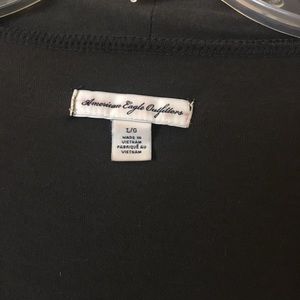 American Eagle Outfitters
L/G
MADE IN
VIETNAM
FABRIQUÉ AU
VIETNAM